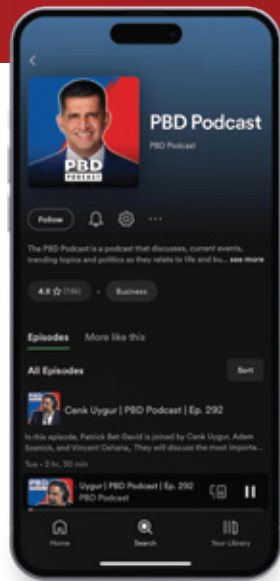 PBD
PODCAST
PBD Podcast
PBD Podcast
Follow
The PBD Podcast is a podcast that discusses, current events,
trending topics and politics as they relate to life and bu... see more
4.8
Business
Episodes More like this
All Episodes
Sort
Cenk Uygur | PBD Podcast | Ep. 292
In this episode, Patrick Bet-David is joined by Cenk Uygur, Adam
Sosnick, and Vincent Oshana, They will discuss the most importa...
Tue • 2 hr, 30 min
Uygur | PBD Podcast | Ep. 292
PBD Podcast
Home
Search
Your Library